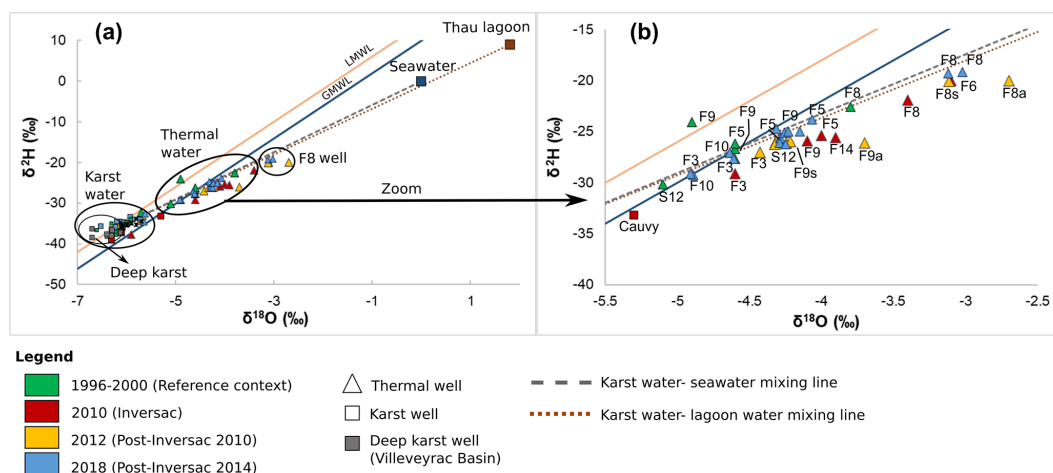 (a)
Thau lagoon
Seawater
LMWL
GMWL
Thermal
water
F8 well
Karst
water
Deep karst
Zoom
10
0
-10
-20
-30
-40
-50
-7
-5
-3
-1
1
δ²H (‰)
δ¹⁸O (‰)
(b)
-15
-20
-25
-30
-35
-40
-5.5
-5
-4.5
-4
-3.5
-3
-2.5
δ²H (‰)
δ¹⁸O (‰)
F8 F8
F8s F6 F8a
F8
F8
F9 F9 F9 F5
F5 F5 F5
F10 S12 F9 F14 F9a
F3 F3 F9s
F3
S12 F10 F3
Cauvy
Legend
1996-2000 (Reference context)
2010 (Inversac)
2012 (Post-Inversac 2010)
2018 (Post-Inversac 2014)
Thermal well
Karst well
Deep karst well
(Villeveyrac Basin)
Karst water- seawater mixing line
Karst water- lagoon water mixing line